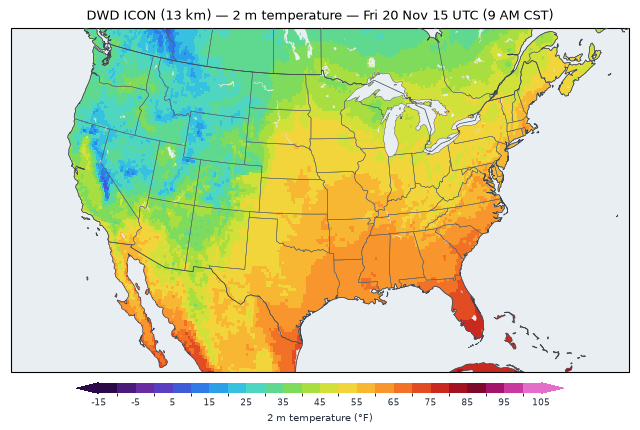 DWD ICON (13 km) — 2 m temperature — Fri 20 Nov 15 UTC (9 AM CST)
-15 -5 5 15 25 35 45 55 65 75 85 95 105
2 m temperature (°F)